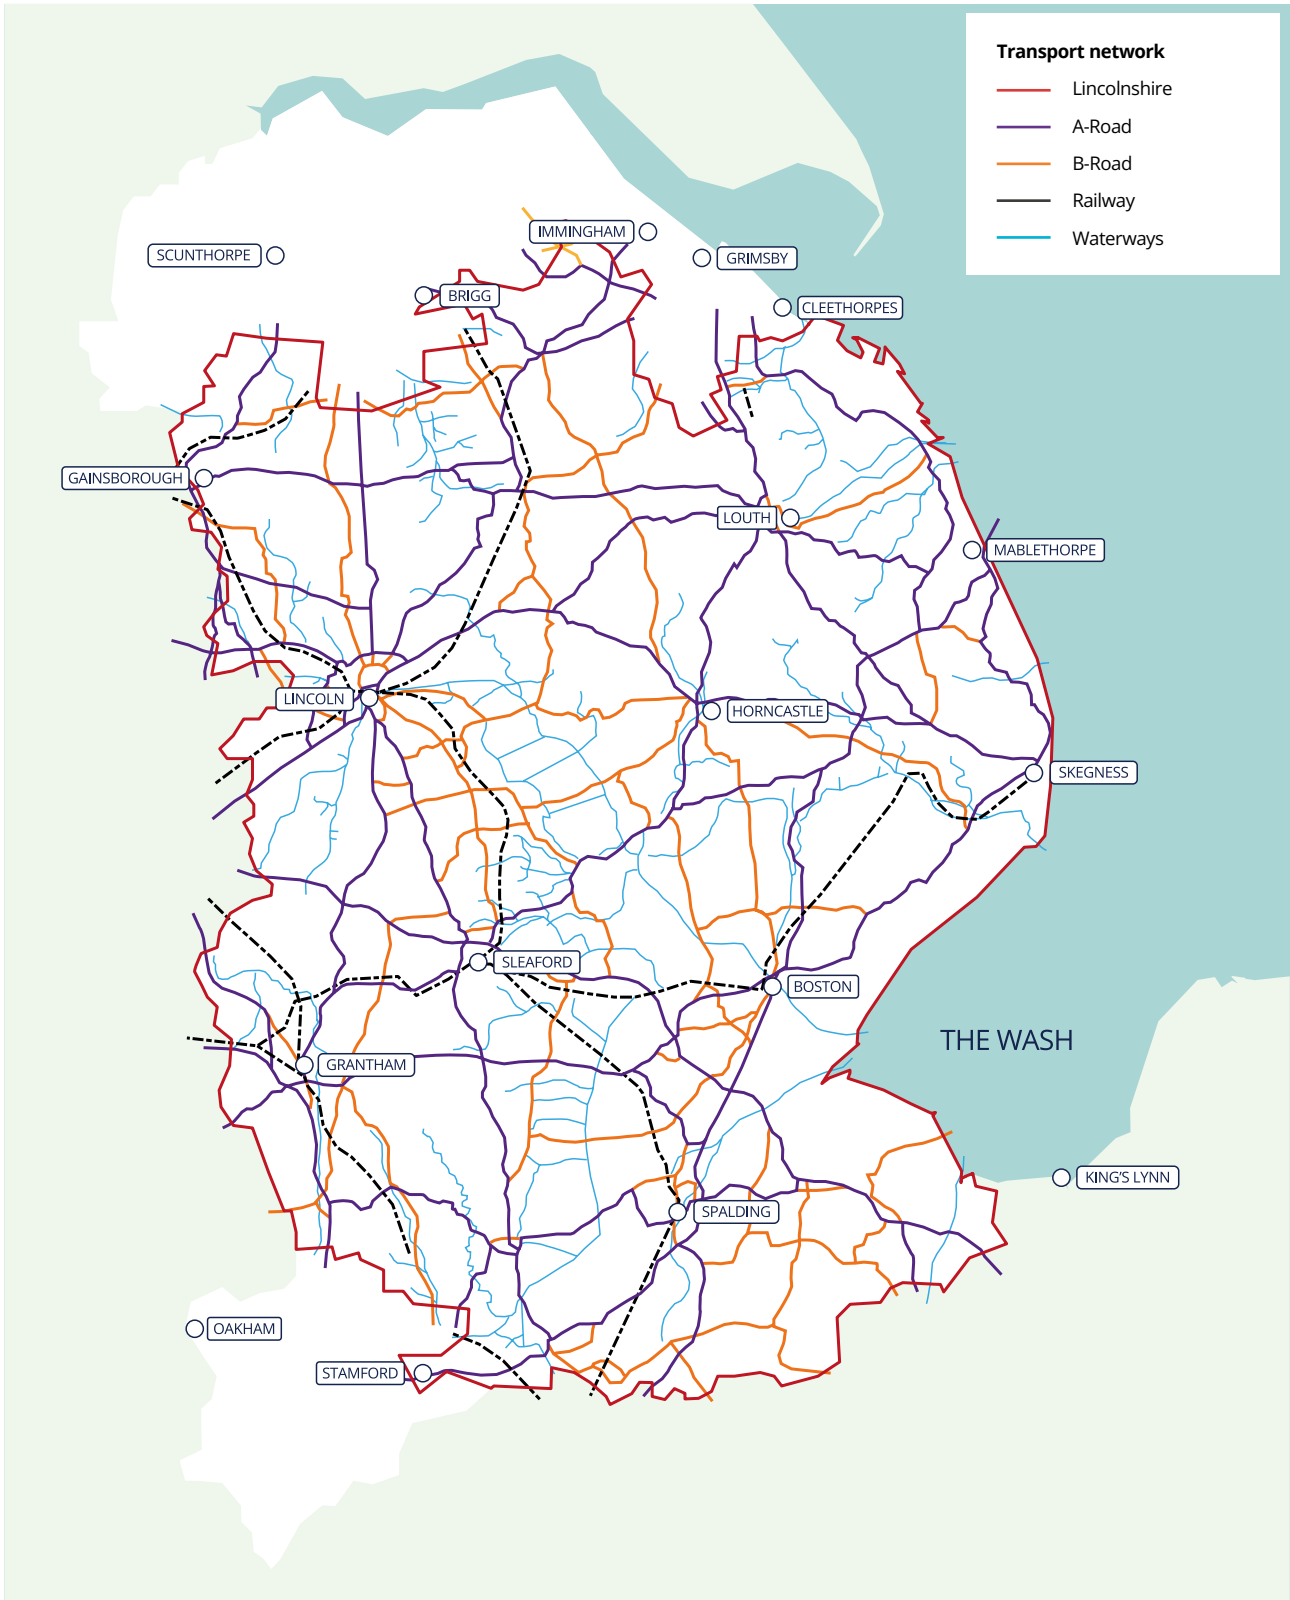 Transport network
Lincolnshire
A-Road
B-Road
Railway
Waterways
IMMINGHAM
SCUNTHORPE
GRIMSBY
BRIGG
CLEETHORPES
GAINSBOROUGH
LOUTH
MABLETHORPE
LINCOLN
HORNCASTLE
SKEGNESS
SLEAFORD
BOSTON
THE WASH
GRANTHAM
KING'S LYNN
SPALDING
OAKHAM
STAMFORD